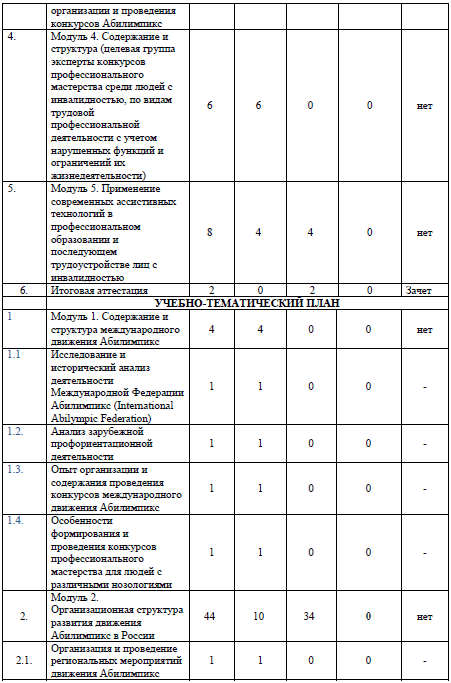 организации и проведения
конкурсов Абилимпикс
4. Модуль 4. Содержание и
структура (целевая группа
эксперты конкурсов
профессионального
мастерства среди людей с
инвалидностью, по видам 6 6 0 0 нет
трудовой
профессиональной
деятельности с учетом
нарушенных функций и
ограничений их
жизнедеятельности)
5. Модуль 5. Применение
современных ассистивных
технологий в
профессиональном 8 4 4 0 нет
образовании и
последующем
трудоустройстве лиц с
инвалидностью
6. Итоговая аттестация 2 0 2 0 Зачет
УЧЕБНО-ТЕМАТИЧЕСКИЙ ПЛАН
1 Модуль 1. Содержание и
структура международного 4 4 0 0 нет
движения Абилимпикс
1.1 Исследование и
исторический анализ
деятельности
Международной Федерации 1 1 0 0 -
Абилимпикс (International
Abilympic Federation)
1.2. Анализ зарубежной
профориентационной 1 1 0 0 -
деятельности
1.3. Опыт организации и
содержания проведения
конкурсов международного 1 1 0 0 -
движения Абилимпикс
1.4. Особенности
формирования и
проведения конкурсов 1 1 0 0 -
профессионального
мастерства для людей с
различными нозологиями
Модуль 2.
2. Организационная структура 44 10 34 0 нет
развития движения
Абилимпикс в России
Организация и проведение
2.1. региональных мероприятий 1 1 0 0 -
движения Абилимпикс